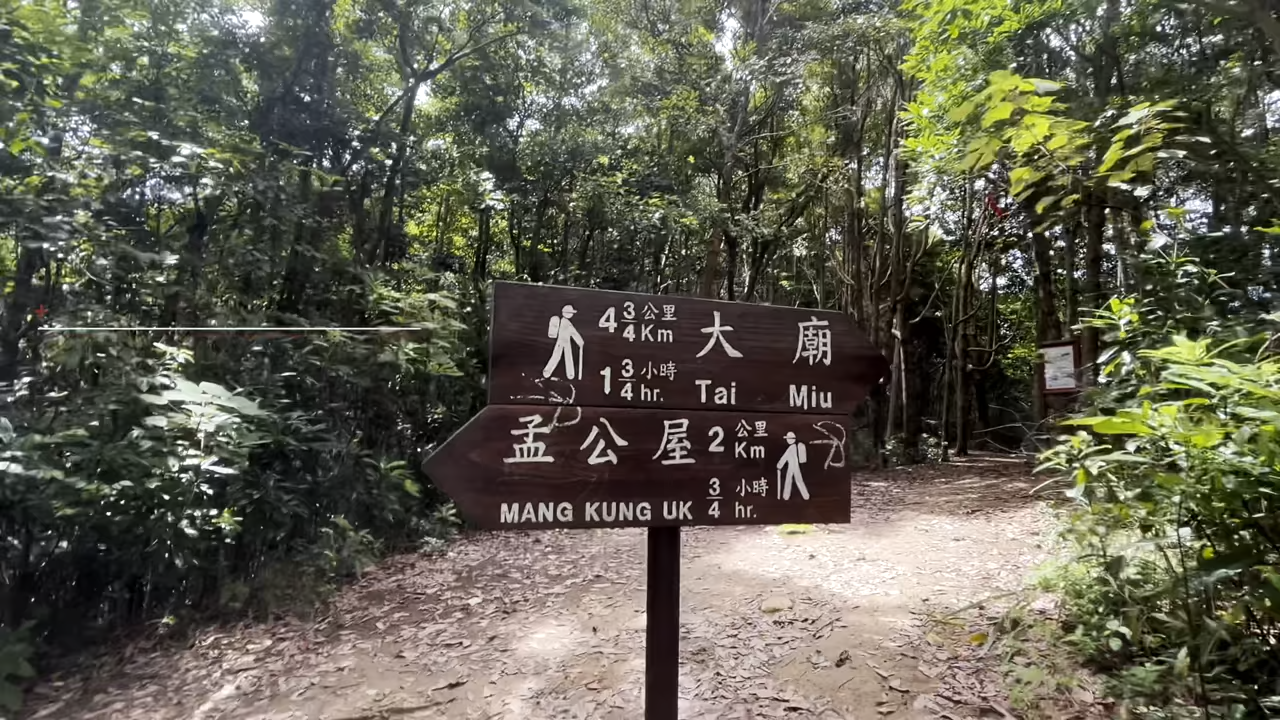 4 3/4 公里 Km
1 3/4 小時 hr.
大廟
Tai Miu
孟公屋
MANG KUNG UK
2 公里 Km
3/4 小時 hr.